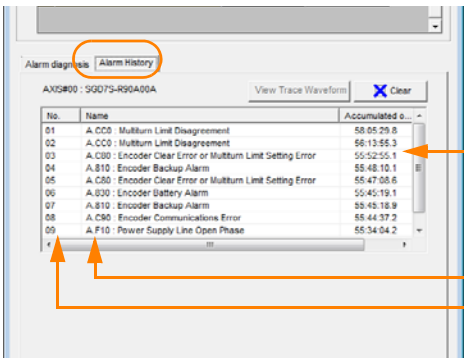 Alarm diagnosis Alarm History
AXIS#00 : SGD7S-R90A00A View Trace Waveform Clear
No. Name Accumulated o...
01 A.CC0 : Multiturn Limit Disagreement 58:05:29.8
02 A.CC0 : Multiturn Limit Disagreement 56:13:55.3
03 A.C80 : Encoder Clear Error or Multiturn Limit Setting Error 55:52:55.1
04 A.810 : Encoder Backup Alarm 55:48:10.1
05 A.C80 : Encoder Clear Error or Multiturn Limit Setting Error 55:47:08.6
06 A.830 : Encoder Battery Alarm 55:45:19.1
07 A.810 : Encoder Backup Alarm 55:45:18.9
08 A.C90 : Encoder Communications Error 55:44:37.2
09 A.F10 : Power Supply Line Open Phase 55:34:04.2